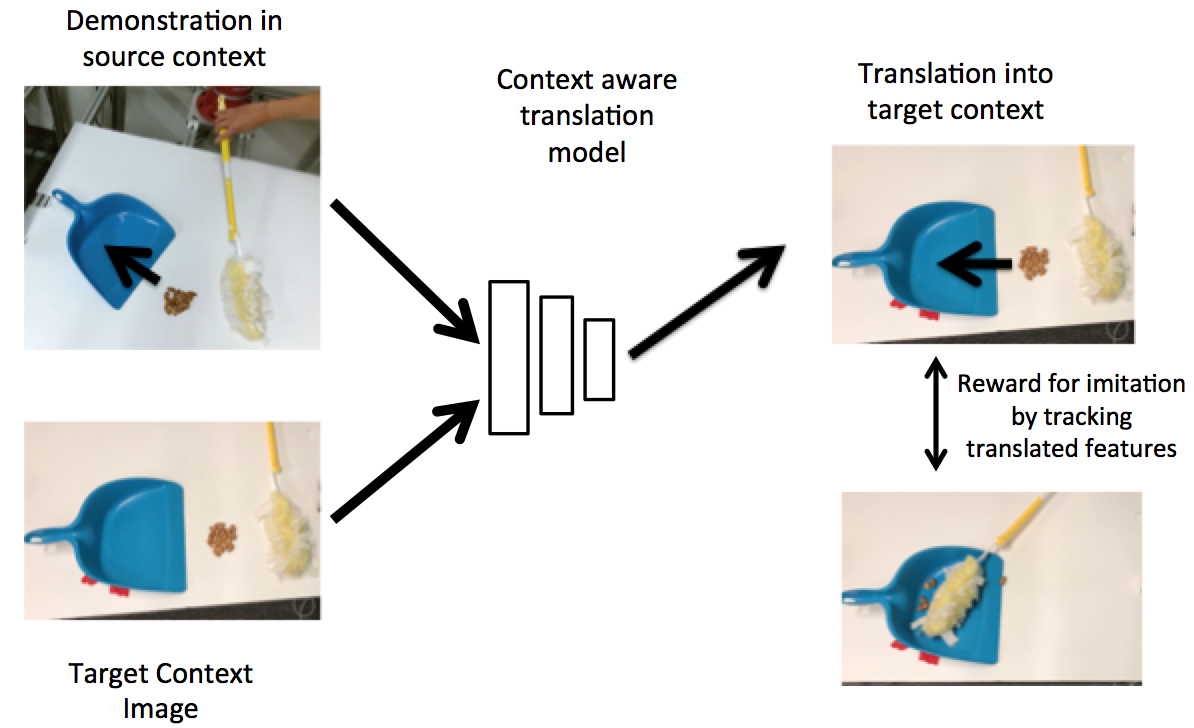 Demonstration in
source context
Context aware
translation
model
Translation into
target context
Reward for imitation
by tracking
translated features
Target Context
Image